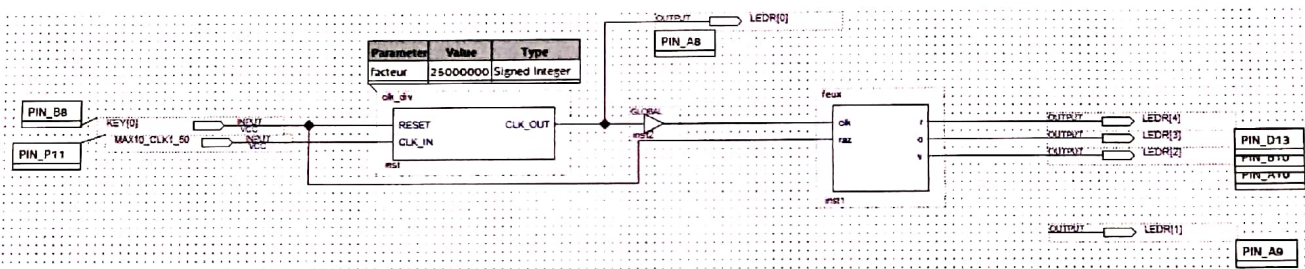 OUTPUT LEDR[0]
PIN_A8
Parameter Value Type
facteur 25000000 Signed Integer
clk_div
feux
PIN_B8
KEY[0] INPUT
VCC
RESET CLK_OUT
GLOBAL
clk r
OUTPUT LEDR[4]
MAX10_CLK1_50 INPUT
VCC
CLK_IN
inst2
raz o
OUTPUT LEDR[3]
PIN_P11
v
OUTPUT LEDR[2]
PIN_D13
PIN_B10
PIN_A10
inst
inst1
OUTPUT LEDR[1]
PIN_A9